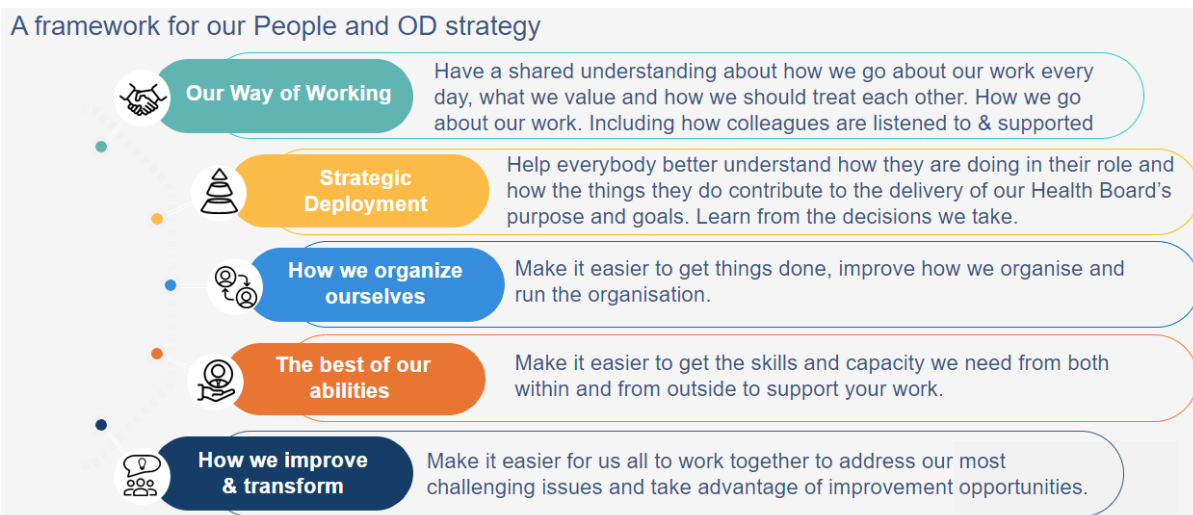 A framework for our People and OD strategy
Our Way of Working
Have a shared understanding about how we go about our work every
day, what we value and how we should treat each other. How we go
about our work. Including how colleagues are listened to & supported
Strategic
Deployment
Help everybody better understand how they are doing in their role and
how the things they do contribute to the delivery of our Health Board's
purpose and goals. Learn from the decisions we take.
How we organize
ourselves
Make it easier to get things done, improve how we organise and
run the organisation.
The best of our
abilities
Make it easier to get the skills and capacity we need from both
within and from outside to support your work.
How we improve
& transform
Make it easier for us all to work together to address our most
challenging issues and take advantage of improvement opportunities.